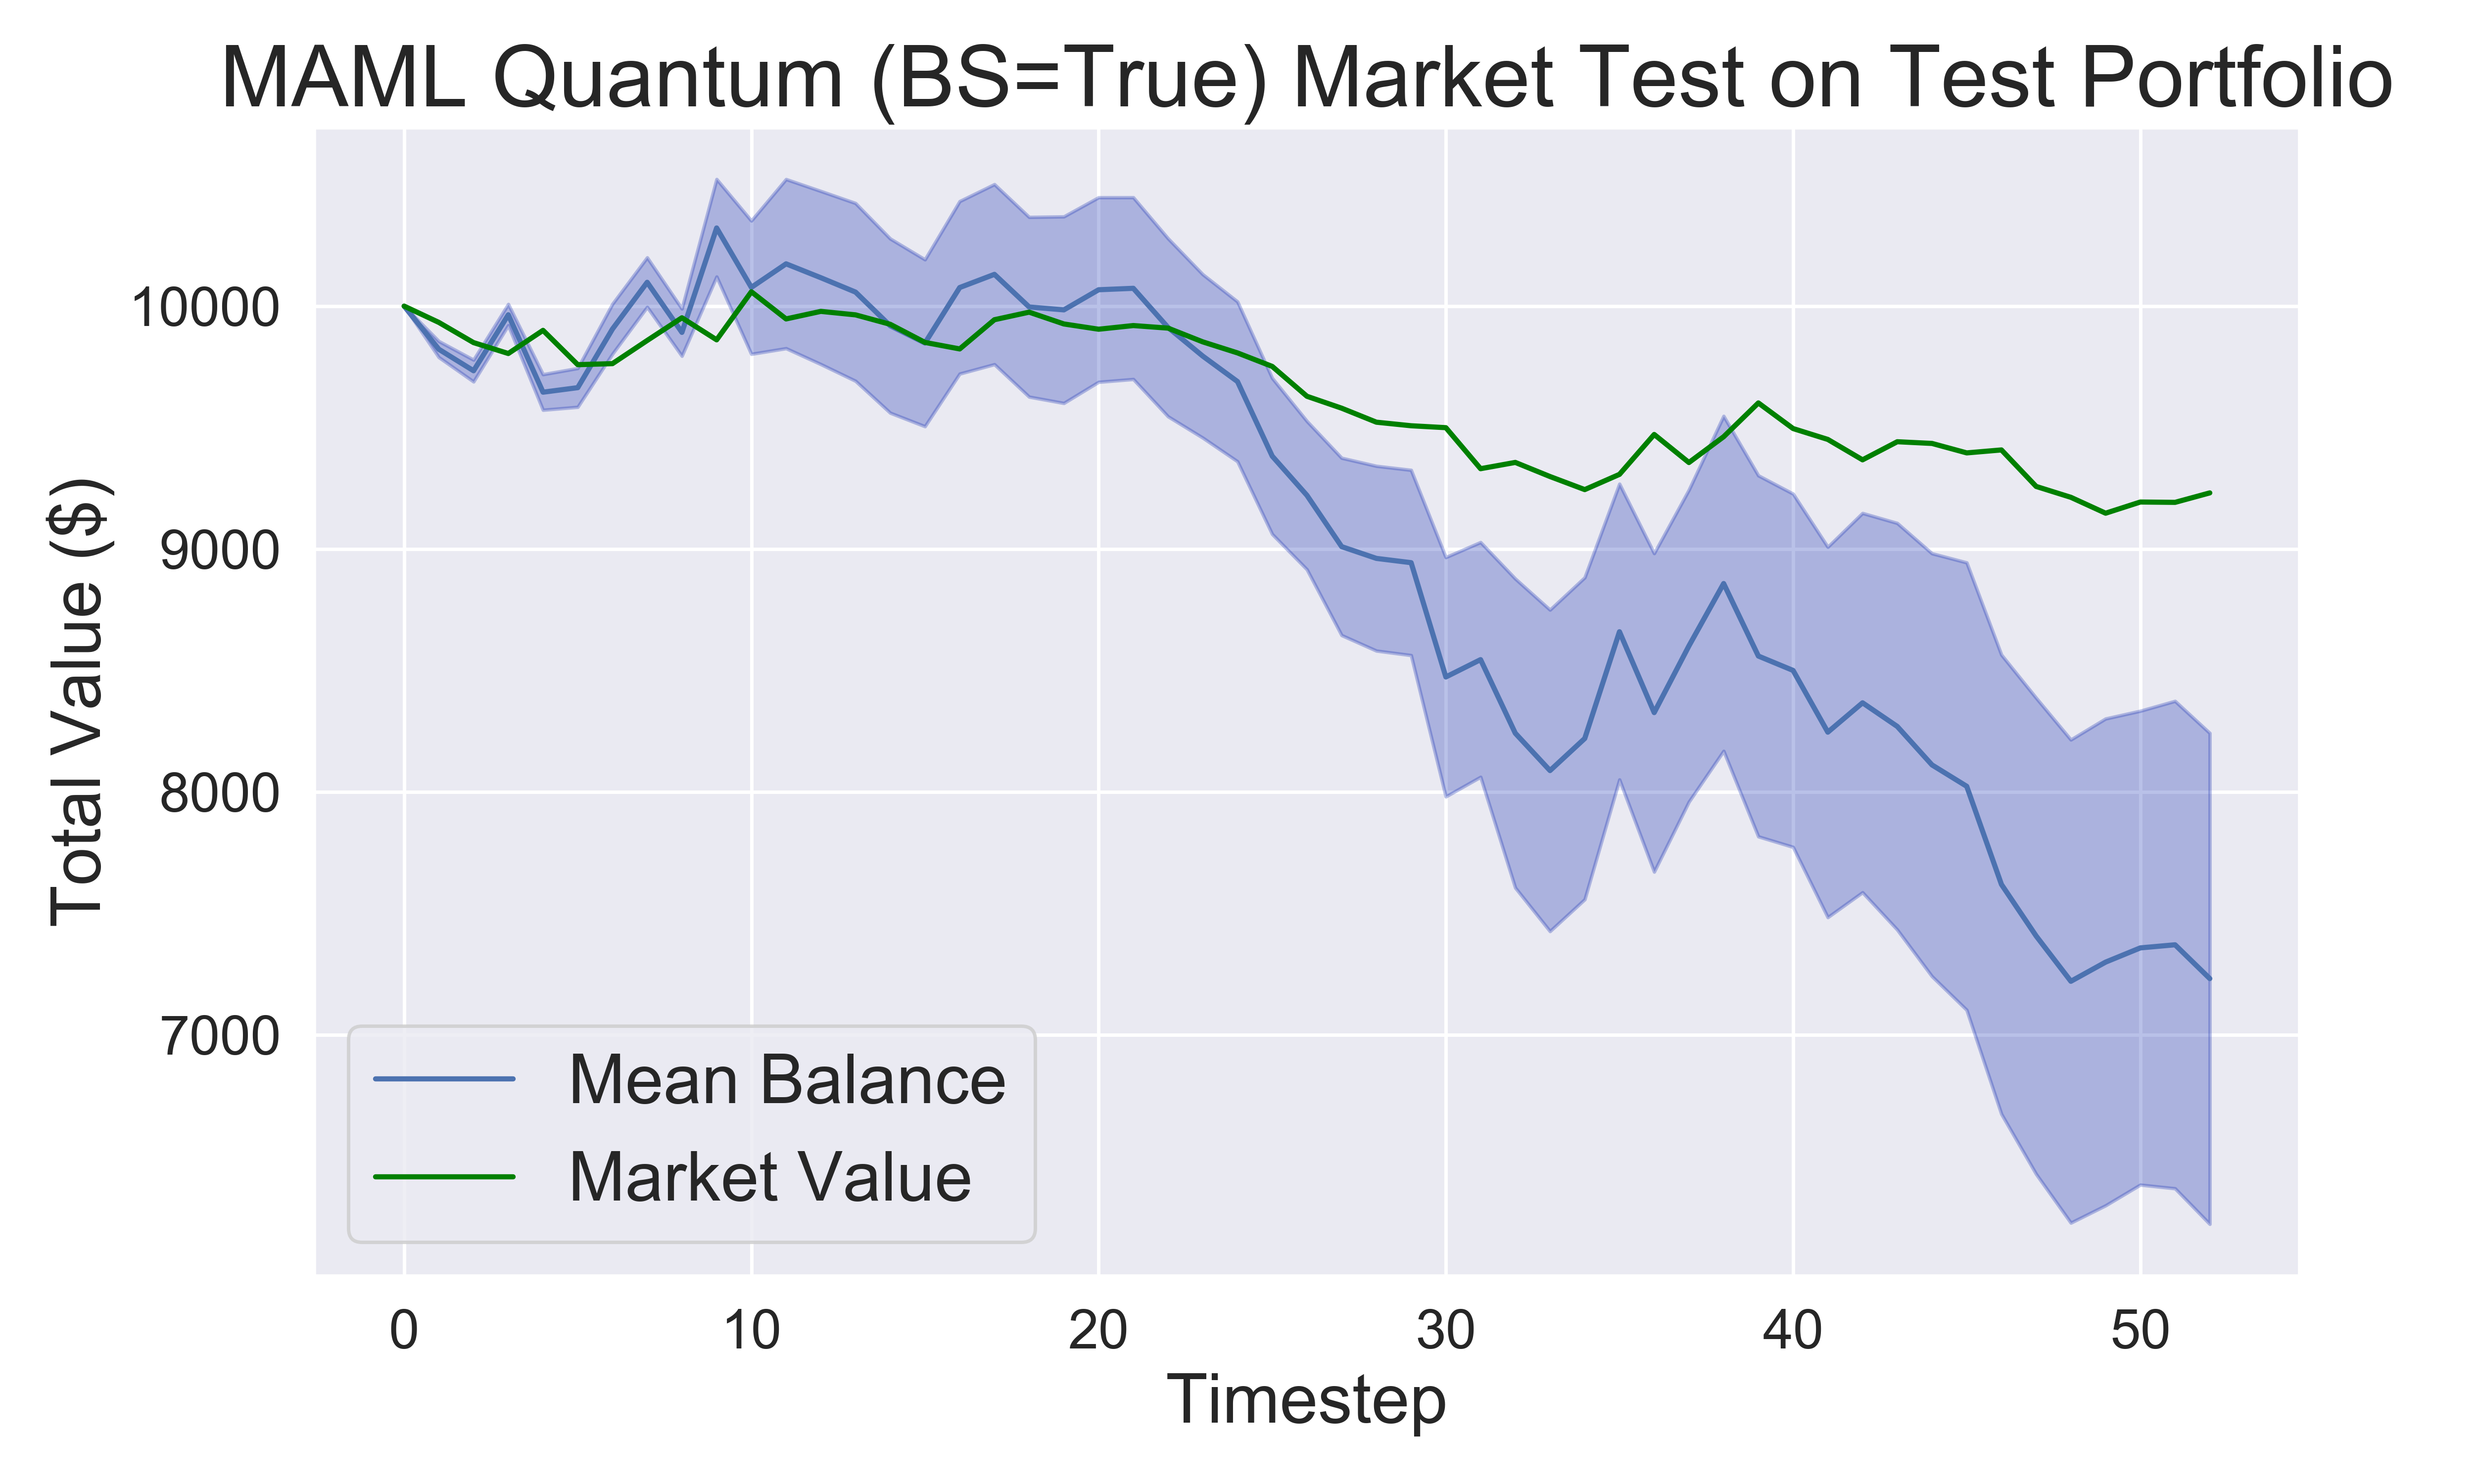 MAML Quantum (BS=True) Market Test on Test Portfolio
Total Value ($)
10000
9000
8000
7000
Mean Balance
Market Value
0 10 20 30 40 50
Timestep